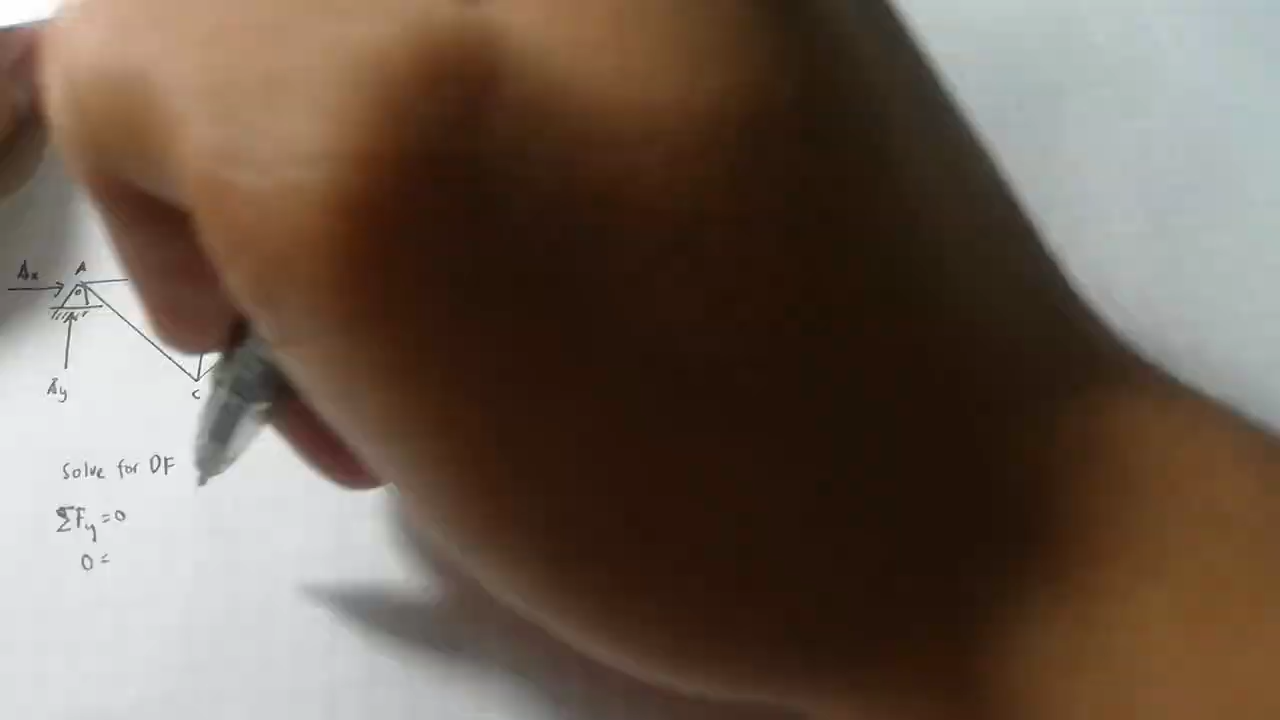 Ax
A
Ay
C
Solve for DF
ΣFy = 0
0 =